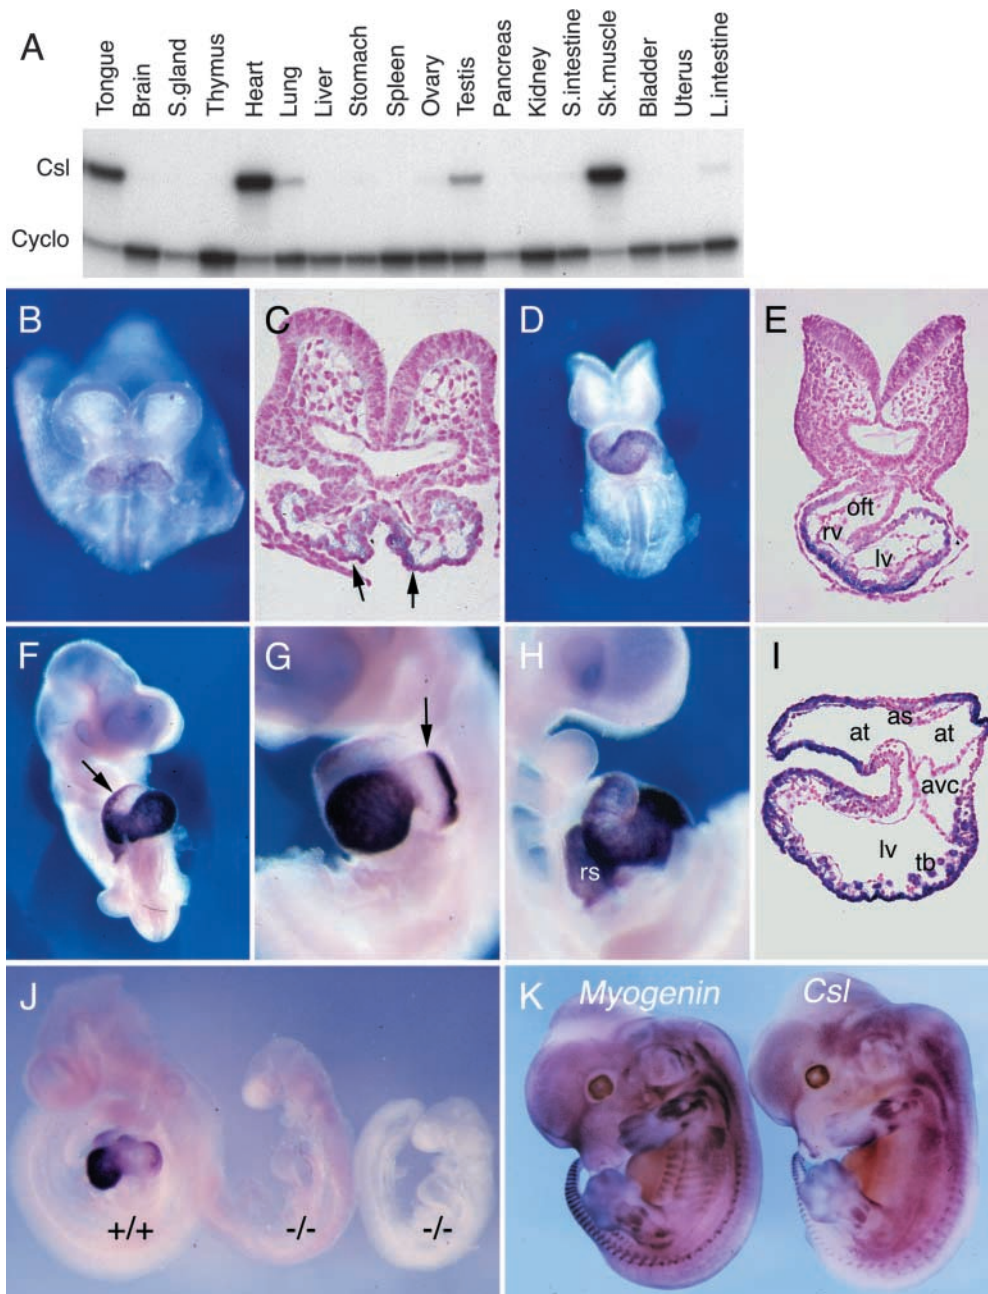 A
Tongue
Brain
S.gland
Thymus
Heart
Lung
Liver
Stomach
Spleen
Ovary
Testis
Pancreas
Kidney
S.intestine
Sk.muscle
Bladder
Uterus
L.intestine
Csl
Cyclo
B
C
D
E
oft
rv
lv
F
G
H
rs
I
as
at
at
avc
lv
tb
J
+/+
-/-
-/-
K
Myogenin
Csl